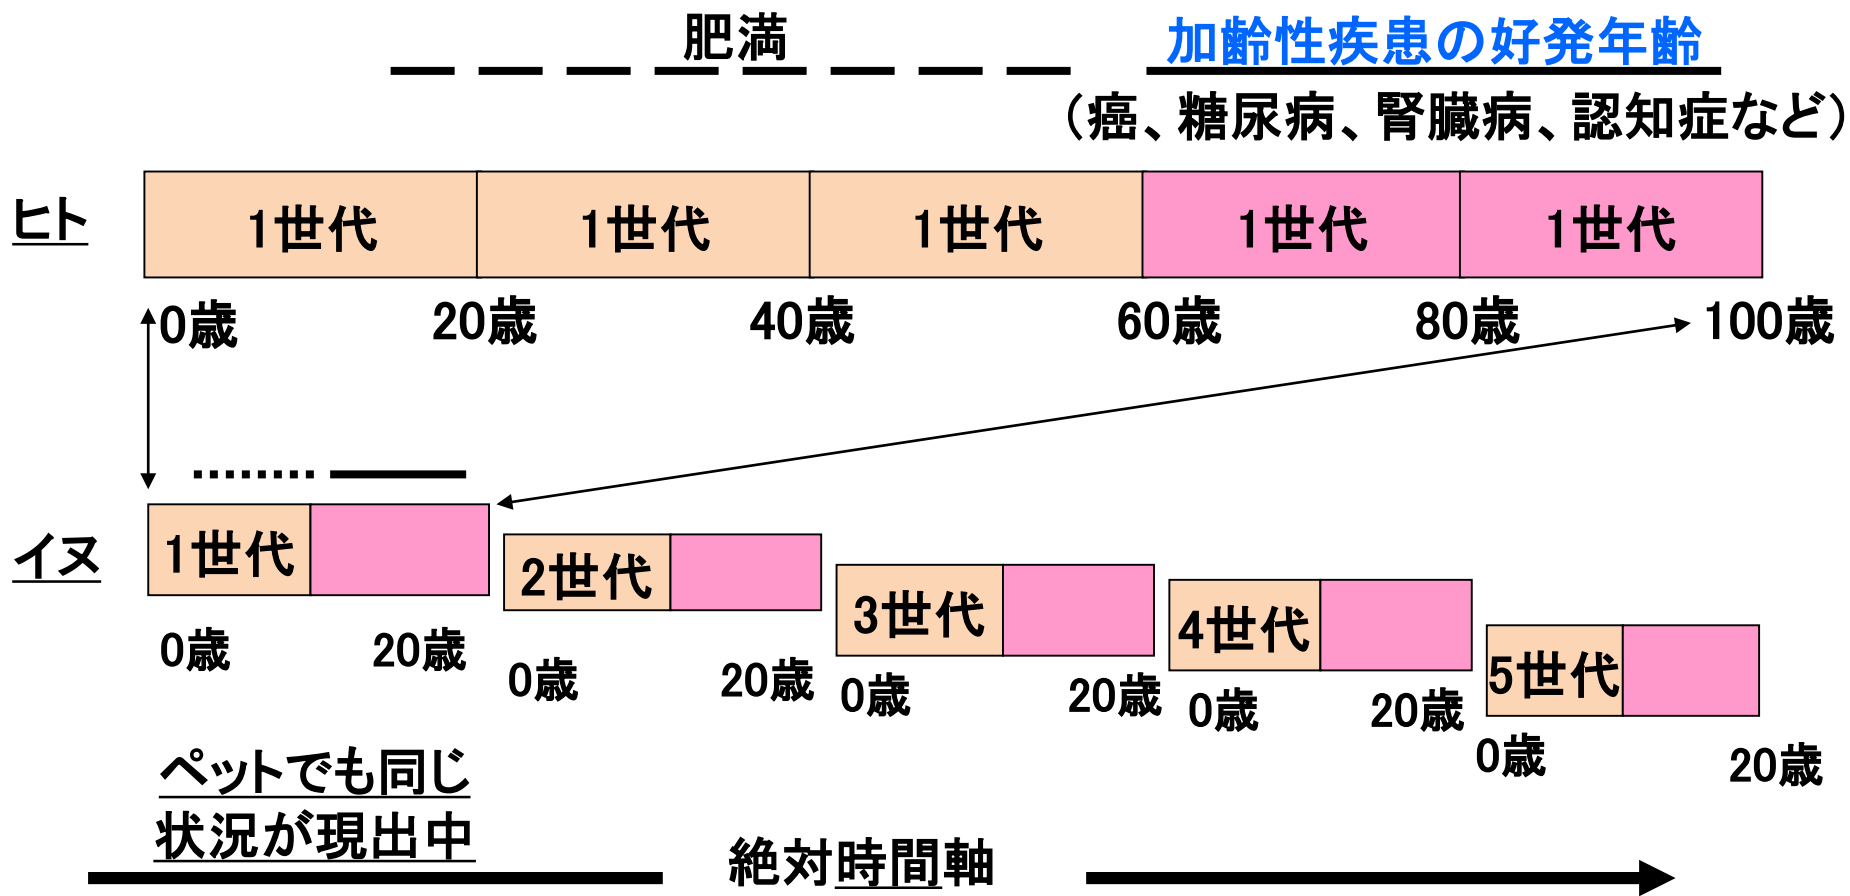 肥満
加齢性疾患の好発年齢
（癌、糖尿病、腎臓病、認知症など）
ヒト
1世代 1世代 1世代 1世代 1世代
0歳 20歳 40歳 60歳 80歳 100歳
イヌ
1世代 2世代 3世代 4世代 5世代
0歳 20歳 0歳 20歳 0歳 20歳 0歳 20歳 0歳 20歳
ペットでも同じ
状況が現出中
絶対時間軸